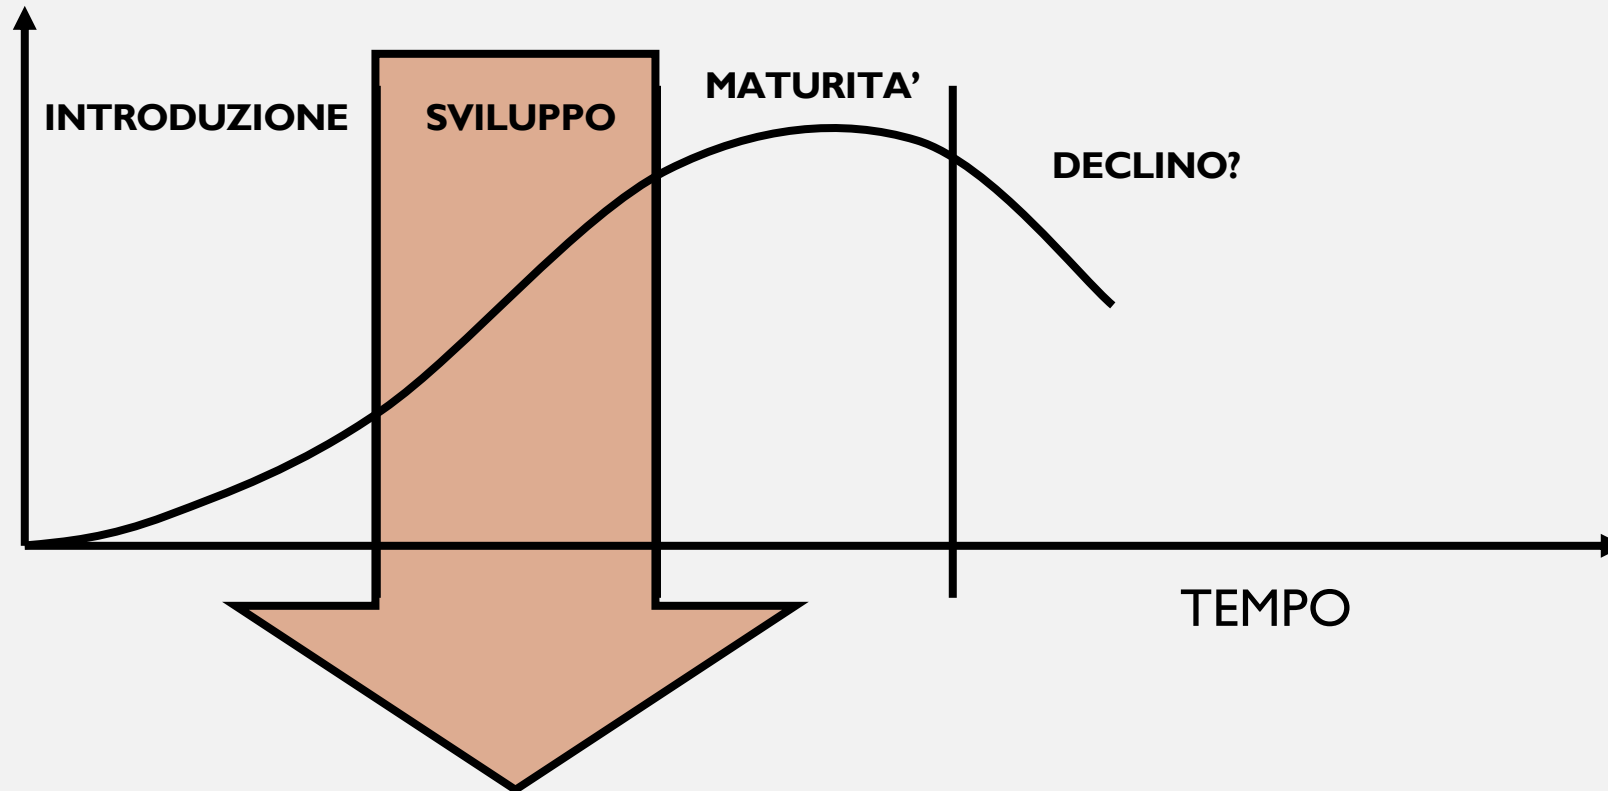 MATURITA’
INTRODUZIONE
SVILUPPO
DECLINO?
TEMPO